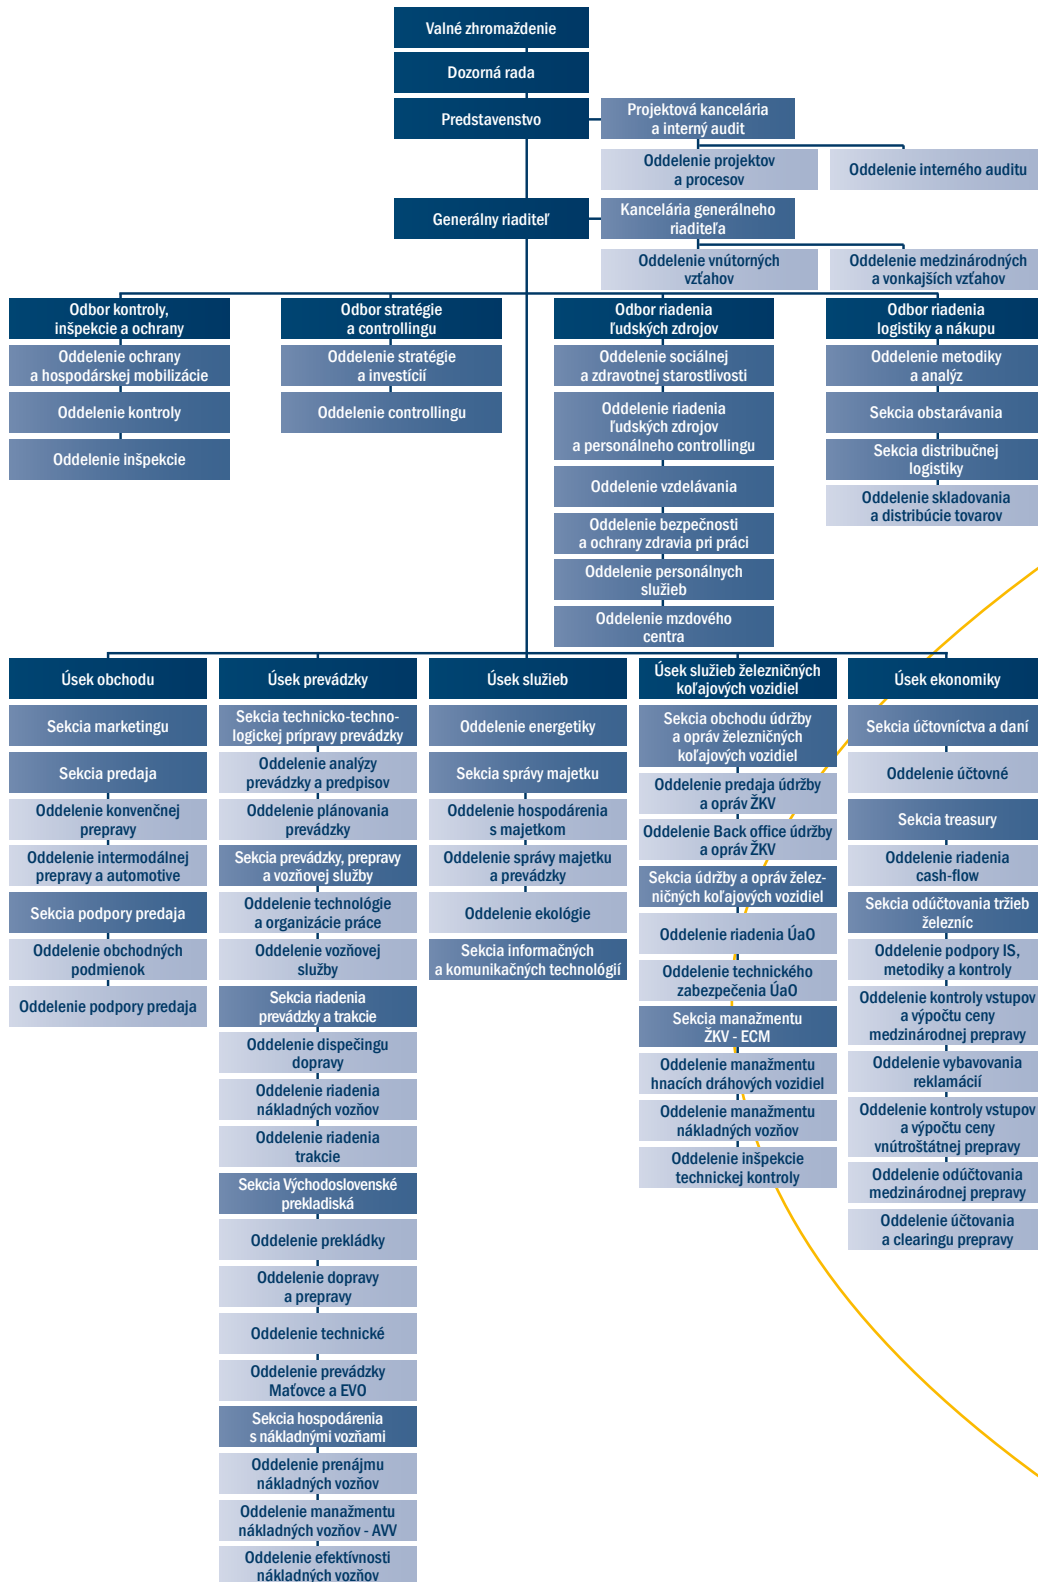 Valné zhromaždenie
Dozorná rada
Predstavenstvo
Projektová kancelária
a interný audit
Oddelenie projektov
a procesov
Oddelenie interného auditu
Generálny riaditeľ
Kancelária generálneho
riaditeľa
Oddelenie vnútorných
vzťahov
Oddelenie medzinárodných
a vonkajších vzťahov
Odbor kontroly,
inšpekcie a ochrany
Oddelenie ochrany
a hospodárskej mobilizácie
Oddelenie kontroly
Oddelenie inšpekcie
Odbor stratégie
a controllingu
Oddelenie stratégie
a investícií
Oddelenie controllingu
Odbor riadenia
ľudských zdrojov
Oddelenie sociálnej
a zdravotnej starostlivosti
Oddelenie riadenia
ľudských zdrojov
a personálneho controllingu
Oddelenie vzdelávania
Oddelenie bezpečnosti
a ochrany zdravia pri práci
Oddelenie personálnych
služieb
Oddelenie mzdového
centra
Odbor riadenia
logistiky a nákupu
Oddelenie metodiky
a analýz
Sekcia obstarávania
Sekcia distribučnej
logistiky
Oddelenie skladovania
a distribúcie tovarov
Úsek obchodu
Sekcia marketingu
Sekcia predaja
Oddelenie konvenčnej
prepravy
Oddelenie intermodálnej
prepravy a automotive
Sekcia podpory predaja
Oddelenie obchodných
podmienok
Oddelenie podpory predaja
Úsek prevádzky
Sekcia technicko-techno-
logickej prípravy prevádzky
Oddelenie analýzy
prevádzky a predpisov
Oddelenie plánovania
prevádzky
Sekcia prevádzky, prepravy
a vozňovej služby
Oddelenie technológie
a organizácie práce
Oddelenie vozňovej
služby
Sekcia riadenia
prevádzky a trakcie
Oddelenie dispečingu
dopravy
Oddelenie riadenia
nákladných vozňov
Oddelenie riadenia
trakcie
Sekcia Východoslovenské
prekladiská
Oddelenie prekládky
Oddelenie dopravy
a prepravy
Oddelenie technické
Oddelenie prevádzky
Maťovce a EVO
Sekcia hospodárenia
s nákladnými vozňami
Oddelenie prenájmu
nákladných vozňov
Oddelenie manažmentu
nákladných vozňov - AVV
Oddelenie efektívnosti
nákladných vozňov
Úsek služieb
Oddelenie energetiky
Sekcia správy majetku
Oddelenie hospodárenia
s majetkom
Oddelenie správy majetku
a prevádzky
Oddelenie ekológie
Sekcia informačných
a komunikačných technológií
Úsek služieb železničných
koľajových vozidiel
Sekcia obchodu údržby
a opráv železničných
koľajových vozidiel
Oddelenie predaja údržby
a opráv ŽKV
Oddelenie Back office údržby
a opráv ŽKV
Sekcia údržby a opráv želez-
ničných koľajových vozidiel
Oddelenie riadenia ÚaO
Oddelenie technického
zabezpečenia ÚaO
Sekcia manažmentu
ŽKV - ECM
Oddelenie manažmentu
hnacích dráhových vozidiel
Oddelenie manažmentu
nákladných vozňov
Oddelenie inšpekcie
technickej kontroly
Úsek ekonomiky
Sekcia účtovníctva a daní
Oddelenie účtovné
Sekcia treasury
Oddelenie riadenia
cash-flow
Sekcia odúčtovania tržieb
železníc
Oddelenie podpory IS,
metodiky a kontroly
Oddelenie kontroly vstupov
a výpočtu ceny
medzinárodnej prepravy
Oddelenie vybavovania
reklamácií
Oddelenie kontroly vstupov
a výpočtu ceny
vnútroštátnej prepravy
Oddelenie odúčtovania
medzinárodnej prepravy
Oddelenie účtovania
a clearingu prepravy